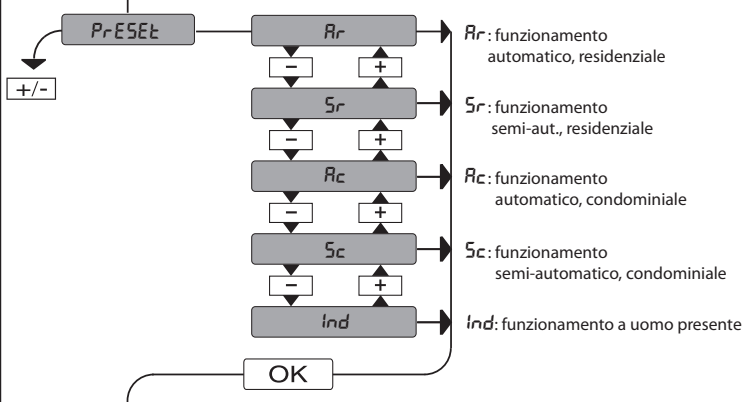 PrESEt
+/-
Ar
Ar: funzionamento
automatico, residenziale
-
+
Sr
Sr: funzionamento
semi-aut., residenziale
-
+
Ac
Ac: funzionamento
automatico, condominiale
-
+
Sc
Sc: funzionamento
semi-automatico, condominiale
-
+
ind
ind: funzionamento a uomo presente
OK